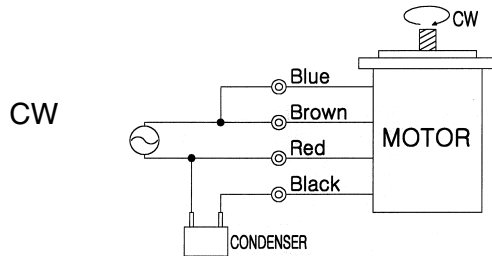 CW
CW
Blue
Brown
Red
Black
MOTOR
CONDENSER